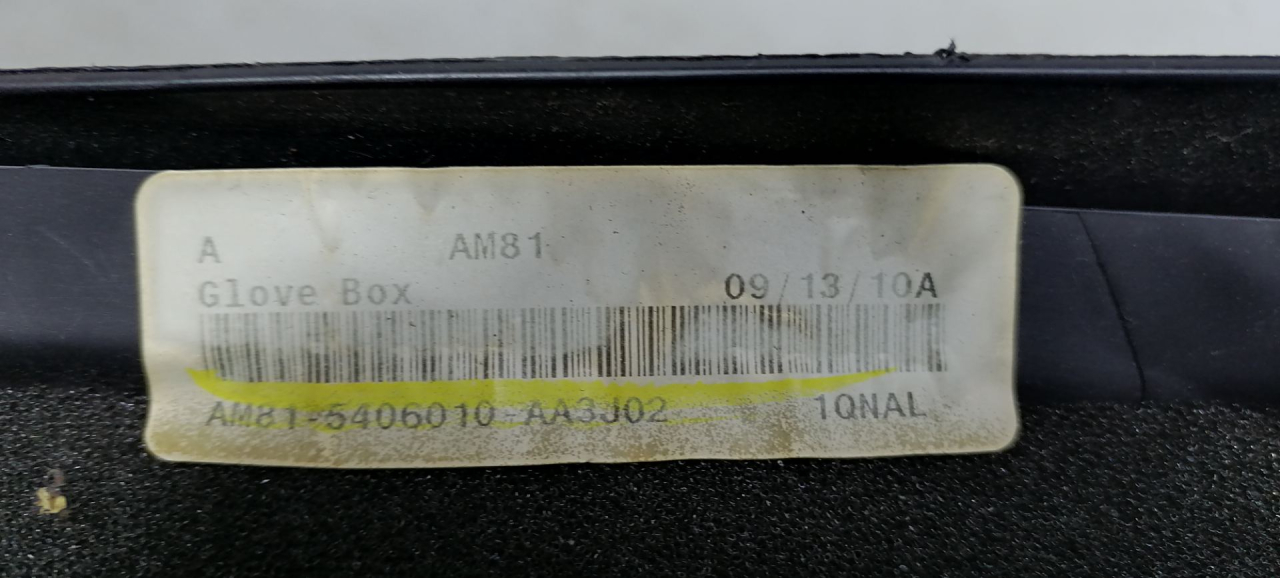 A AM81
Glove Box 09/13/10A
AM81-5406010-AA3J02 1QNAL